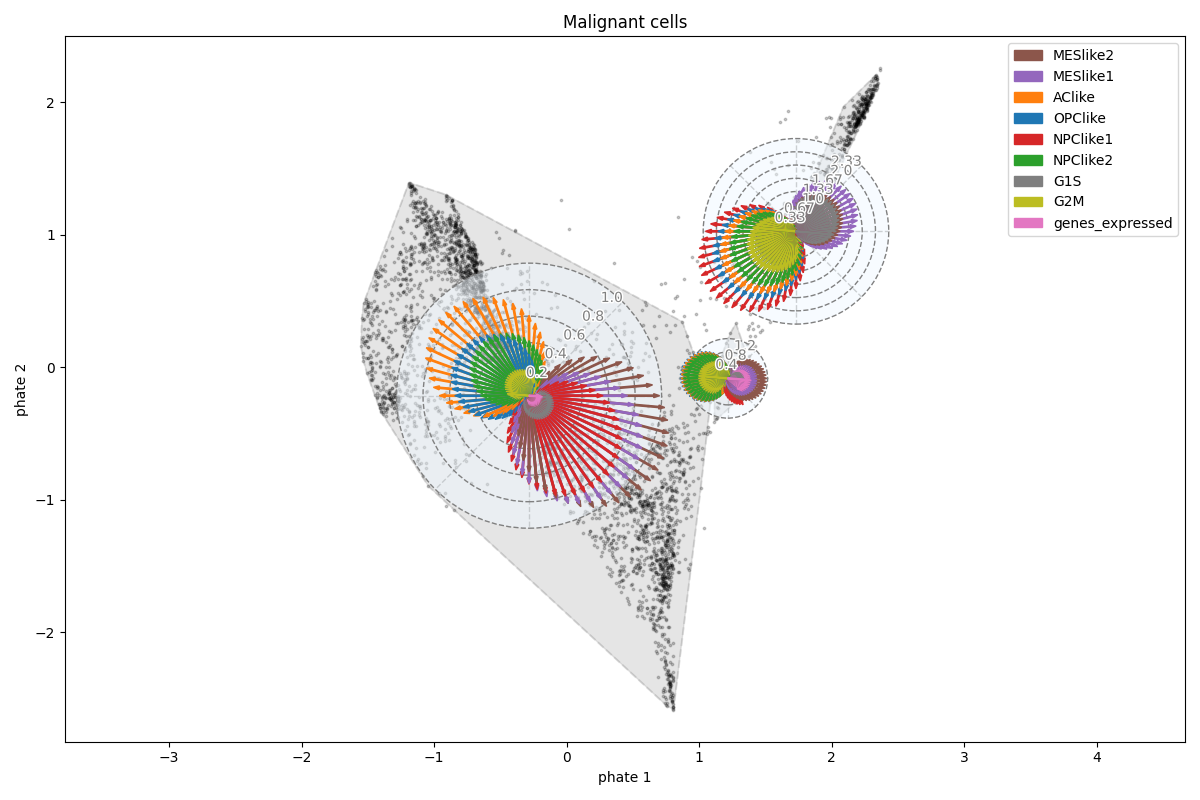 Malignant cells
MESlike2
MESlike1
AClike
OPClike
NPClike1
NPClike2
G1S
G2M
genes_expressed
2.33
2.0
1.67
1.33
1.0
0.67
0.33
1.0
0.8
0.6
0.4
0.2
1.2
0.8
0.4
2
1
0
−1
−2
phate 2
−3
−2
−1
0
1
2
3
4
phate 1